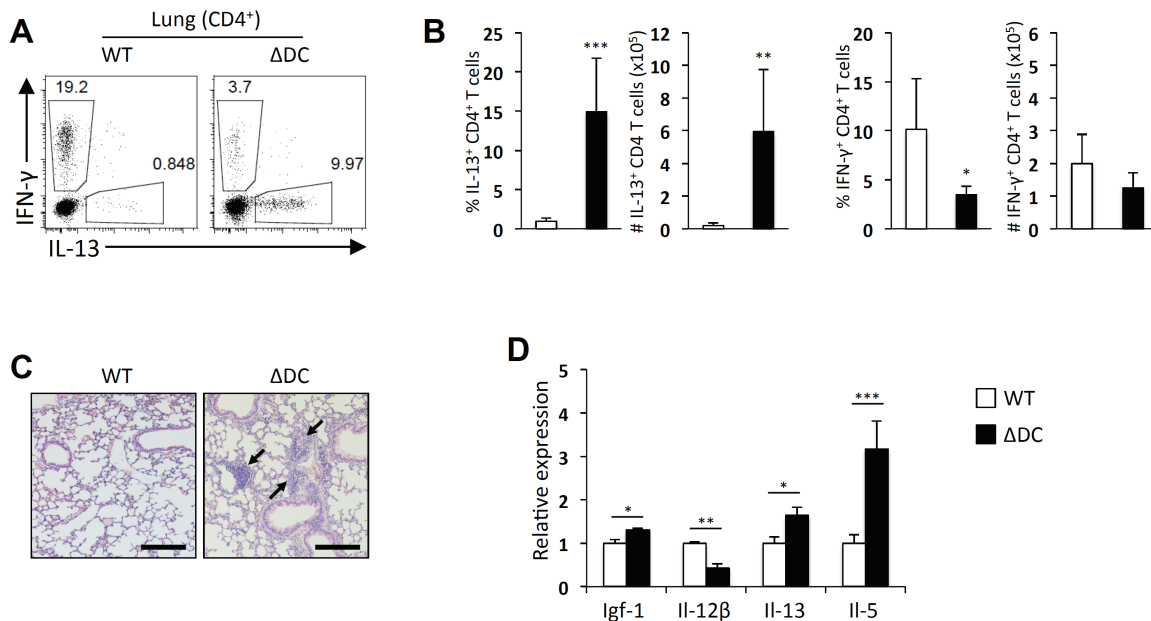 A
Lung (CD4⁺)
WT
ΔDC
19.2
0.848
3.7
9.97
IFN-γ
IL-13
B
% IL-13⁺ CD4⁺ T cells
25
20
15
10
5
0
***
# IL-13⁺ CD4 T cells (x10⁵)
12
10
8
6
4
2
0
**
% IFN-γ⁺ CD4⁺ T cells
20
15
10
5
0
*
# IFN-γ⁺ CD4⁺ T cells (x10⁵)
6
5
4
3
2
1
0
C
WT
ΔDC
D
Relative expression
5
4
3
2
1
0
*
**
*
***
Igf-1
Il-12β
Il-13
Il-5
WT
ΔDC